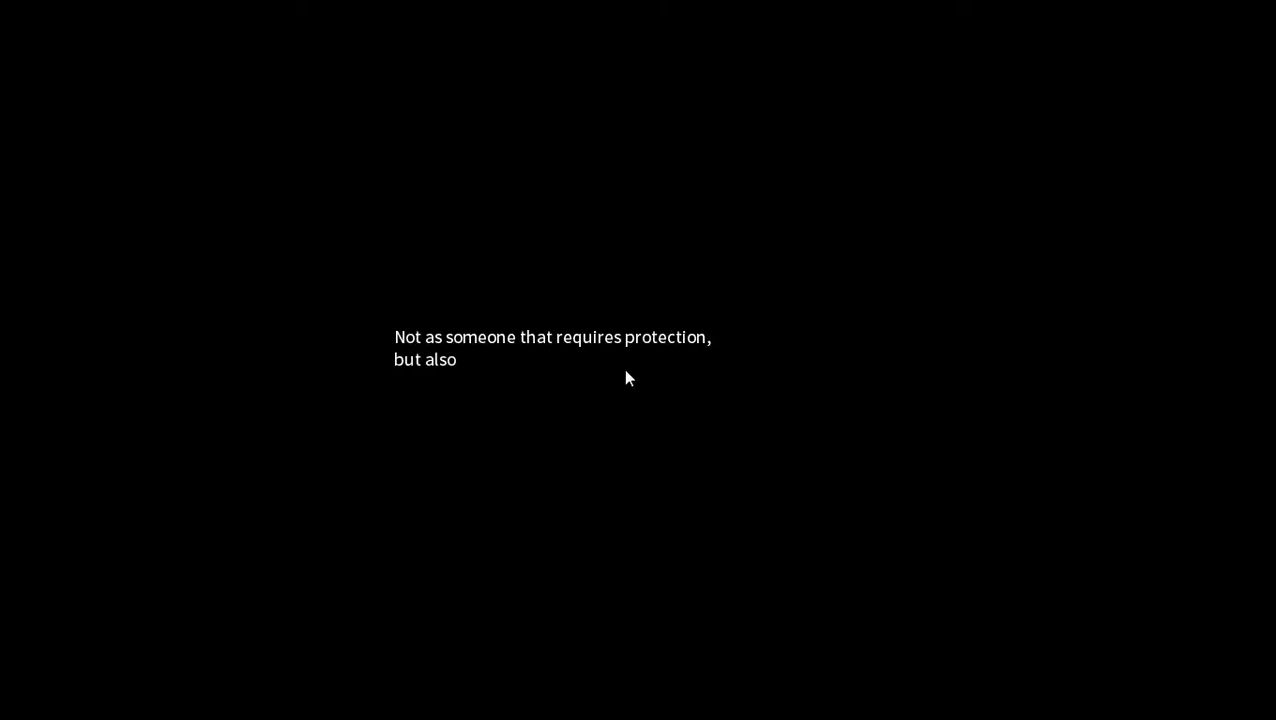 Not as someone that requires protection,
but also